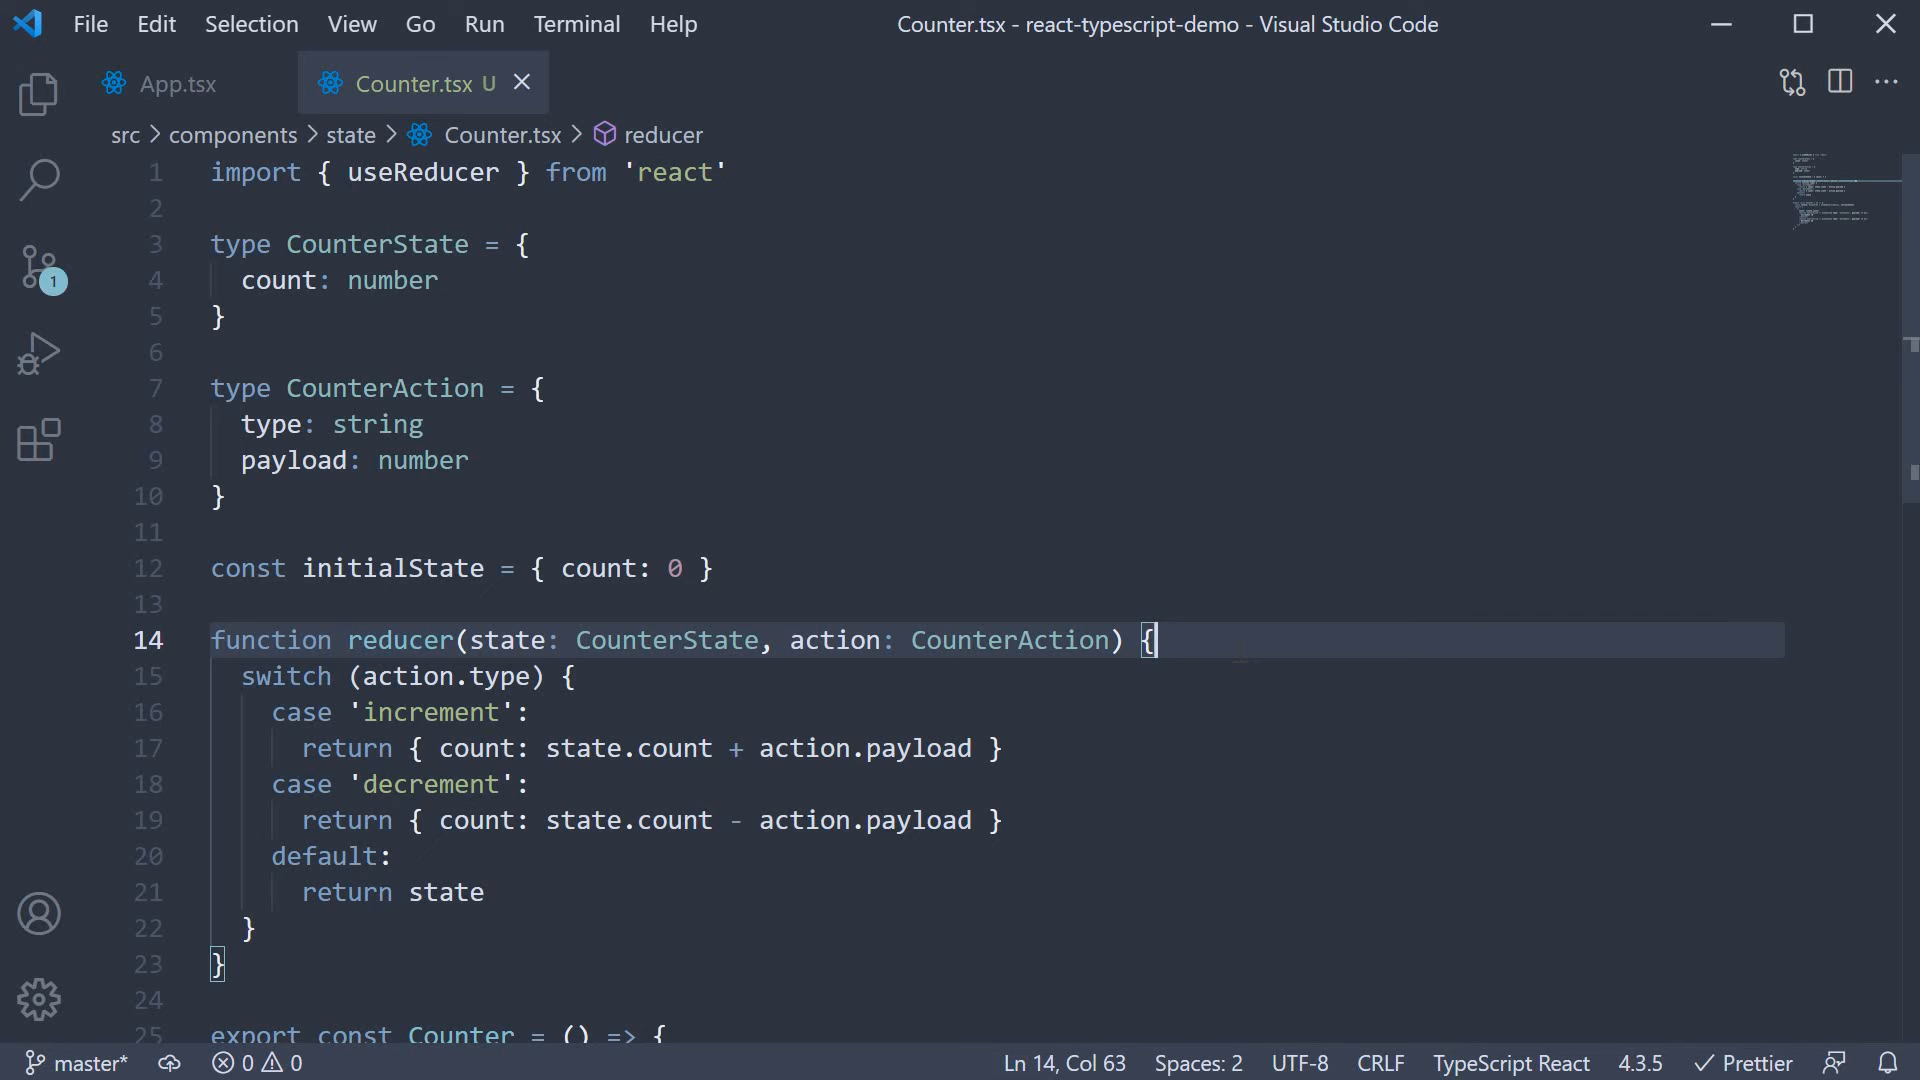 File Edit Selection View Go Run Terminal Help Counter.tsx - react-typescript-demo - Visual Studio Code
App.tsx Counter.tsx U
src > components > state > Counter.tsx > reducer
1 import { useReducer } from 'react'
2
3 type CounterState = {
4 count: number
5 }
6
7 type CounterAction = {
8 type: string
9 payload: number
10 }
11
12 const initialState = { count: 0 }
13
14 function reducer(state: CounterState, action: CounterAction) {
15 switch (action.type) {
16 case 'increment':
17 return { count: state.count + action.payload }
18 case 'decrement':
19 return { count: state.count - action.payload }
20 default:
21 return state
22 }
23 }
24
25 export const Counter = () => {
1
master* 0 0 Ln 14, Col 63 Spaces: 2 UTF-8 CRLF TypeScript React 4.3.5 Prettier